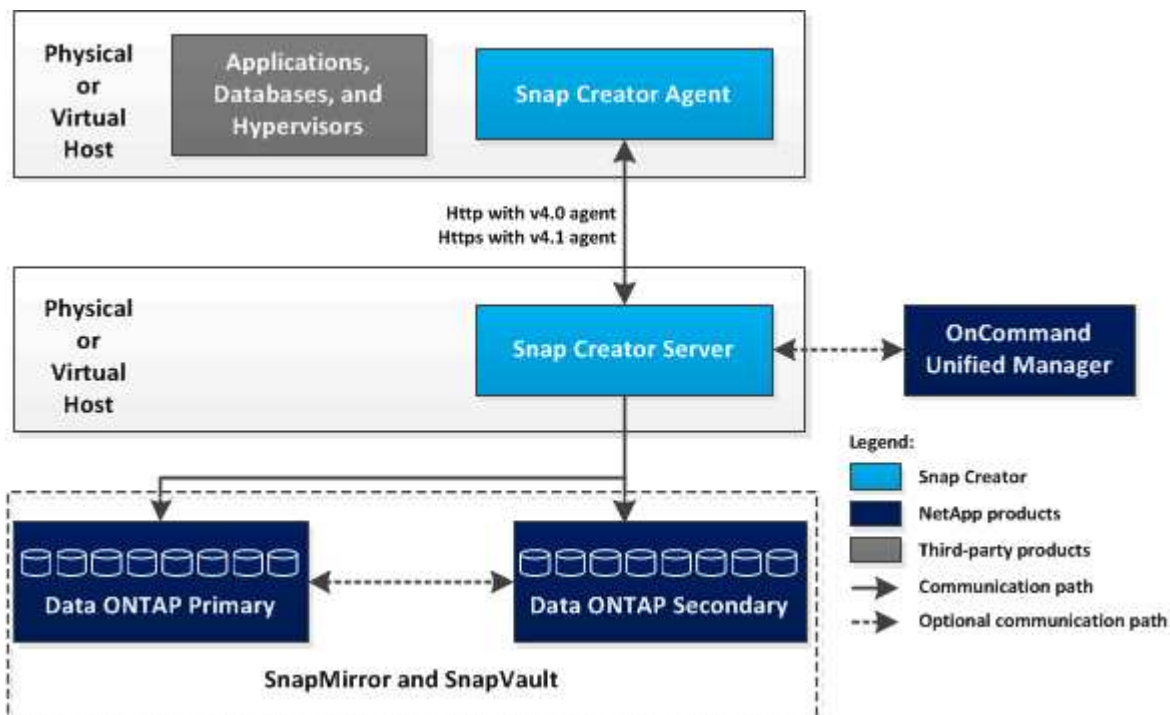 Physical
or
Virtual
Host
Applications,
Databases, and
Hypervisors
Snap Creator Agent
Http with v4.0 agent
Https with v4.1 agent
Physical
or
Virtual
Host
Snap Creator Server
OnCommand
Unified Manager
Legend:
Snap Creator
NetApp products
Third-party products
Communication path
Optional communication path
Data ONTAP Primary
Data ONTAP Secondary
SnapMirror and SnapVault